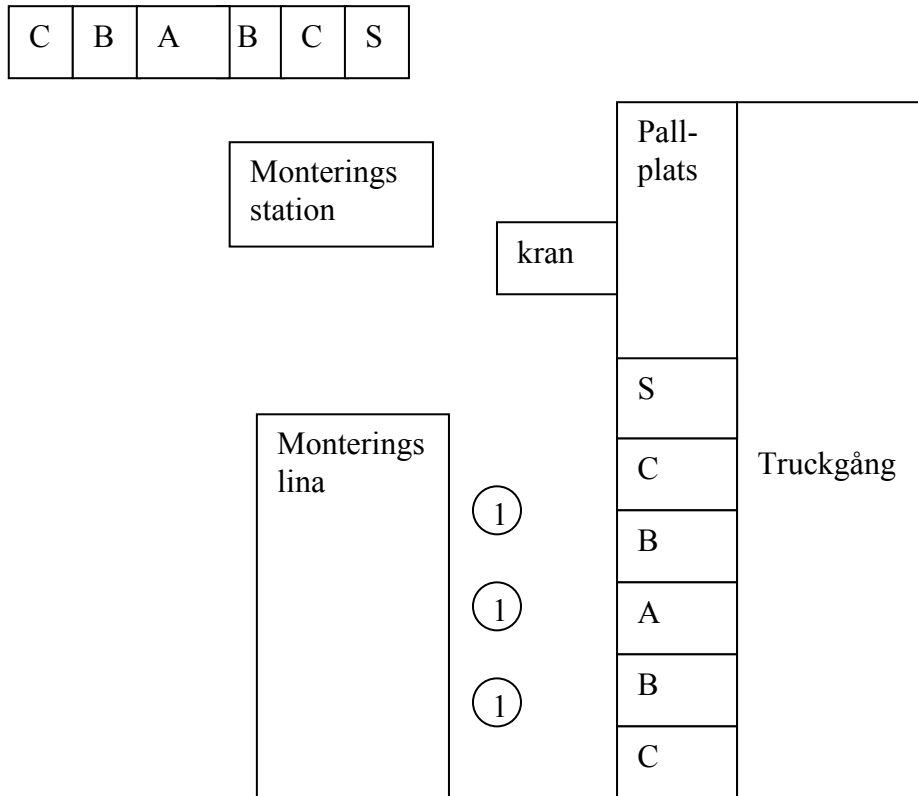 C B A B C S
Pall-
plats
Monterings
station
kran
S
Monterings
lina
C
Truckgång
1
B
1
A
B
1
C